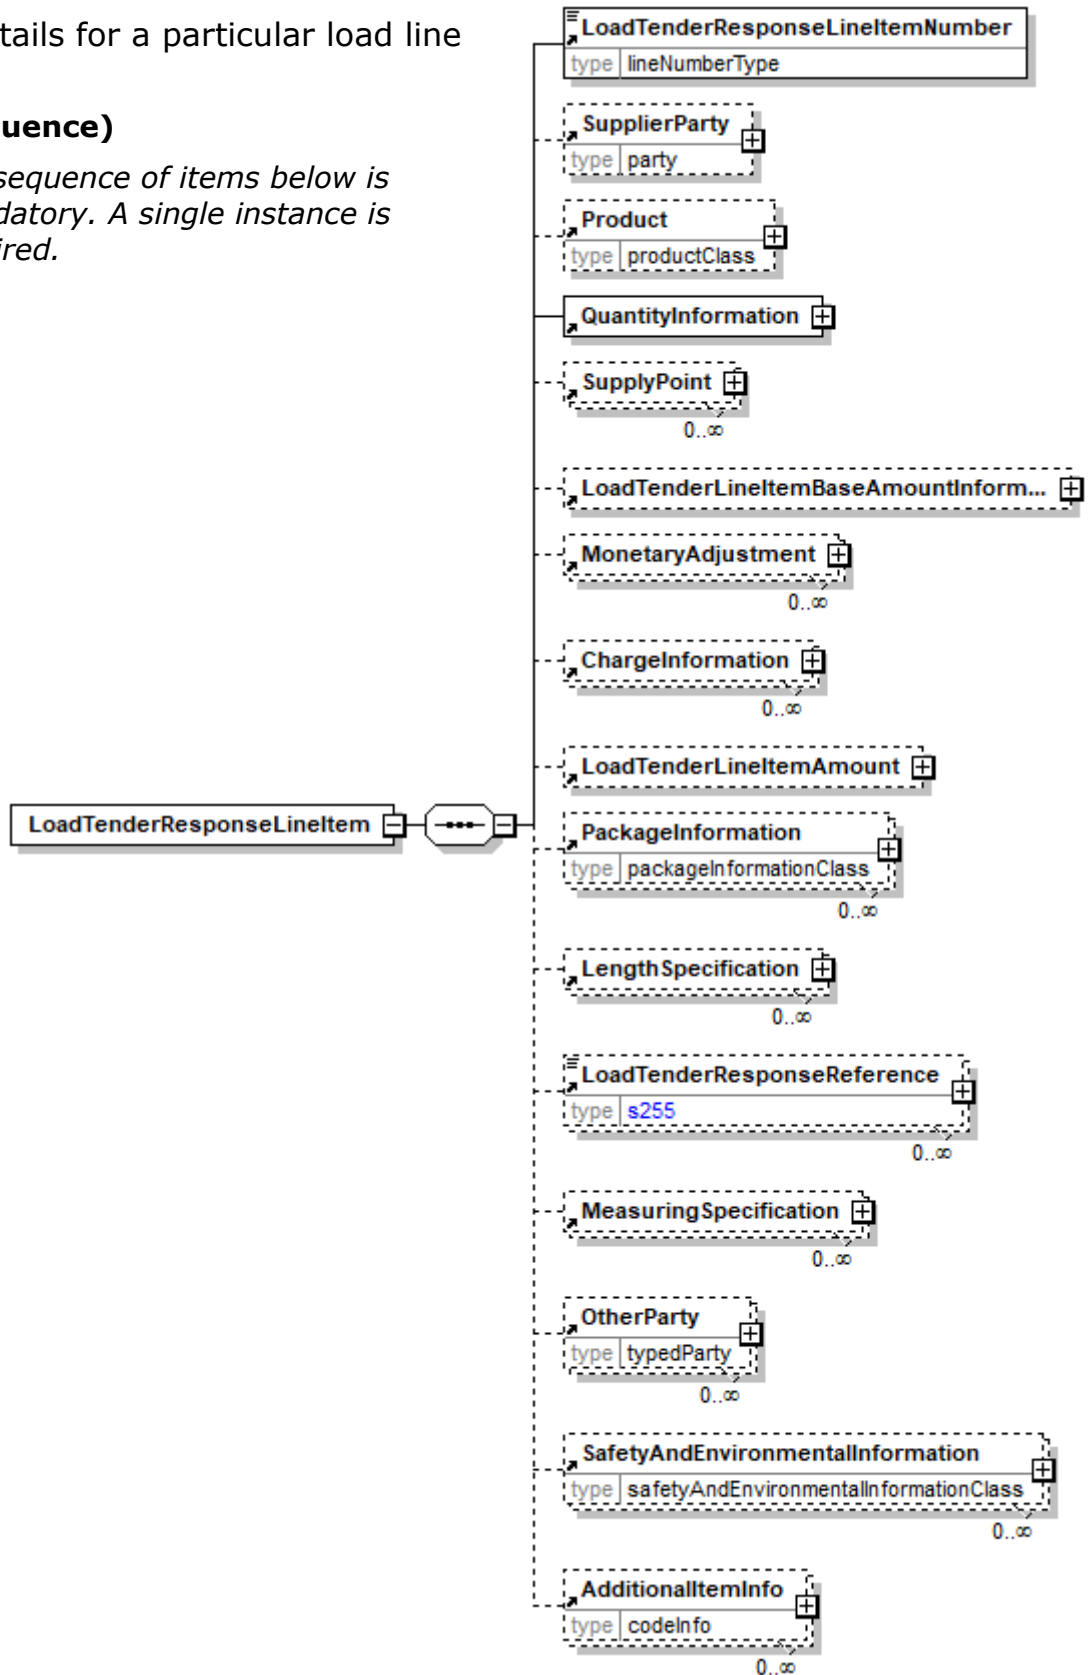 tails for a particular load line
uence)
sequence of items below is
datory. A single instance is
ired.
LoadTenderResponseLineItemNumber
type lineNumberType
SupplierParty
type party
Product
type productClass
QuantityInformation
SupplyPoint
0..∞
LoadTenderLineItemBaseAmountInform...
MonetaryAdjustment
0..∞
ChargeInformation
0..∞
LoadTenderLineItemAmount
LoadTenderResponseLineItem
PackageInformation
type packageInformationClass
0..∞
LengthSpecification
0..∞
LoadTenderResponseReference
type s255
0..∞
MeasuringSpecification
0..∞
OtherParty
type typedParty
0..∞
SafetyAndEnvironmentalInformation
type safetyAndEnvironmentalInformationClass
0..∞
AdditionalItemInfo
type codeInfo
0..∞